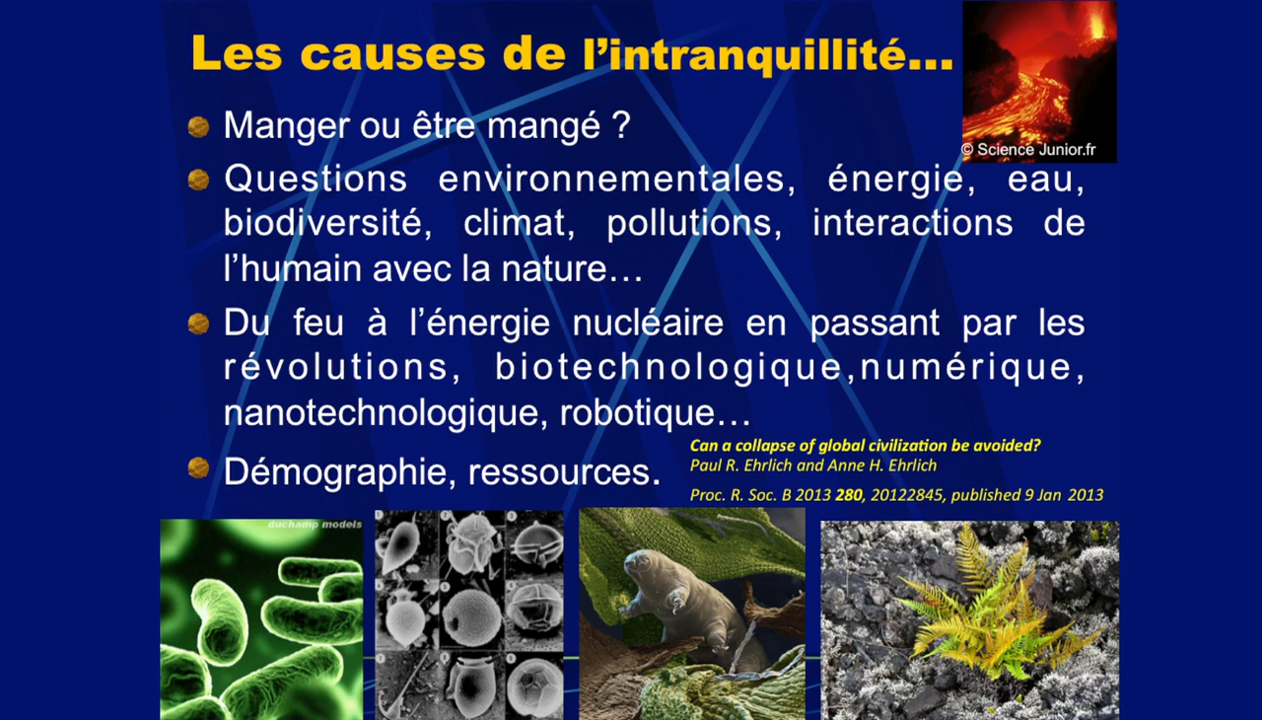 Les causes de l’intranquillité...
© Science Junior.fr
Manger ou être mangé ?
Questions environnementales, énergie, eau,
biodiversité, climat, pollutions, interactions de
l’humain avec la nature…
Du feu à l’énergie nucléaire en passant par les
révolutions, biotechnologique,numérique,
nanotechnologique, robotique…
Démographie, ressources.
Can a collapse of global civilization be avoided?
Paul R. Ehrlich and Anne H. Ehrlich
Proc. R. Soc. B 2013 280, 20122845, published 9 Jan 2013
duchamp models